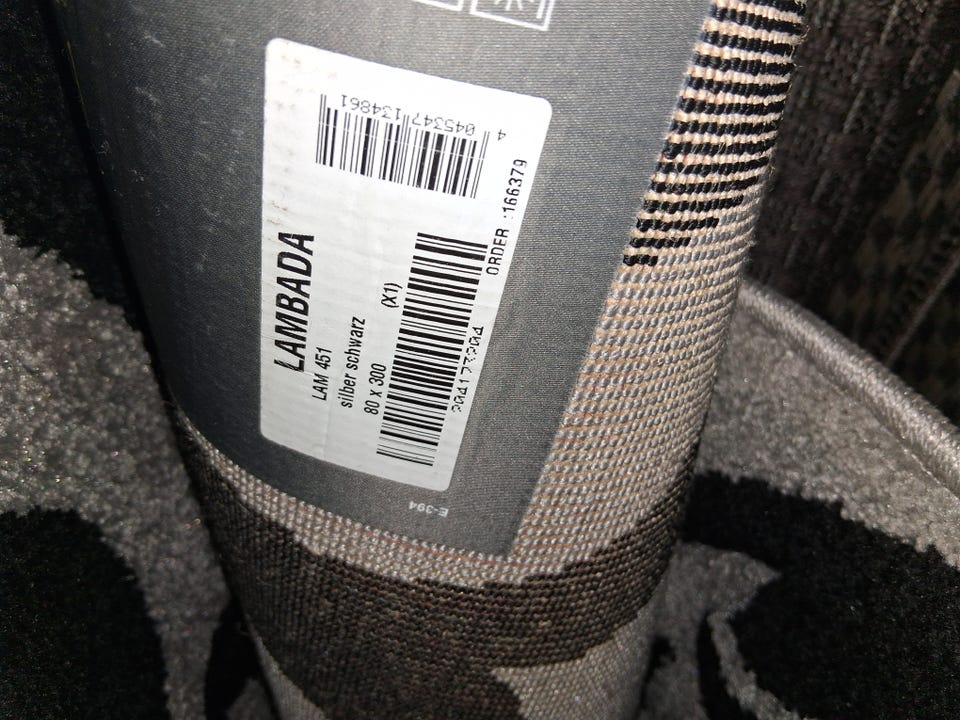 LAMBADA
LAM 451
silber schwarz
80 x 300 (X1)
ORDER :166379
4 045347 134861
E-394